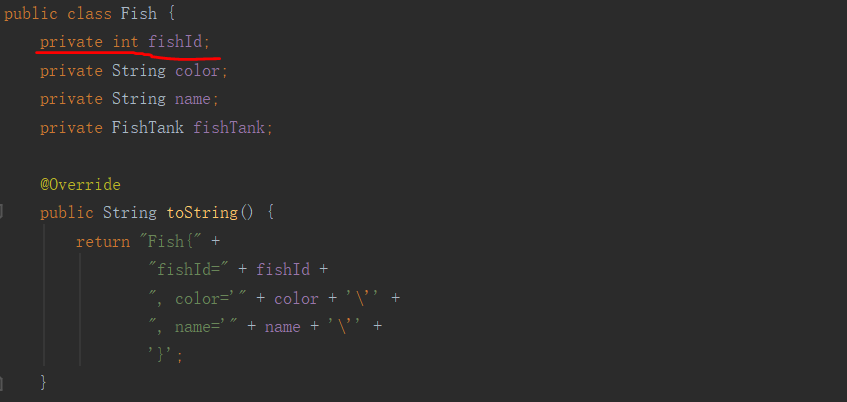 public class Fish {
private int fishId;
private String color;
private String name;
private FishTank fishTank;
@Override
public String toString() {
return "Fish{" +
"fishId=" + fishId +
", color='" + color + '\'' +
", name='" + name + '\'' +
'}';
}